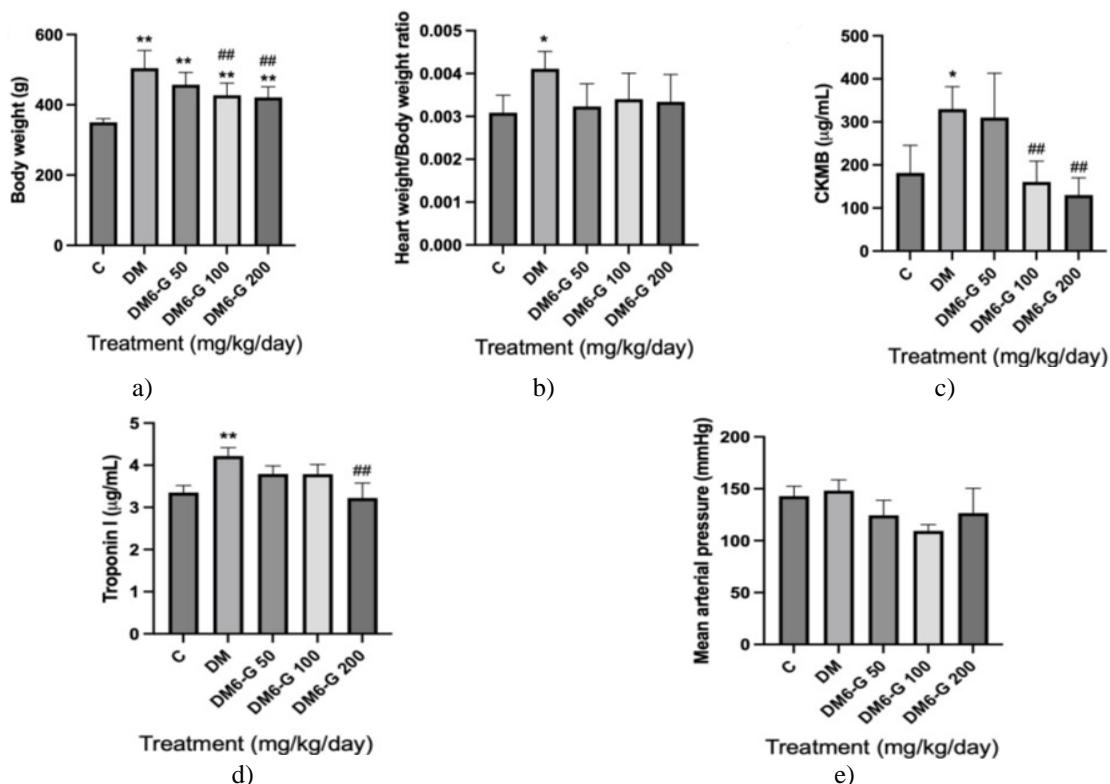 Body weight (g)
600
400
200
0
**
**
##
**
##
**
C
DM
DM6-G 50
DM6-G 100
DM6-G 200
Treatment (mg/kg/day)
a)
Heart weight/Body weight ratio
0.005
0.004
0.003
0.002
0.001
0.000
*
C
DM
DM6-G 50
DM6-G 100
DM6-G 200
Treatment (mg/kg/day)
b)
CKMB (µg/mL)
500
400
300
200
100
0
*
##
##
C
DM
DM6-G 50
DM6-G 100
DM6-G 200
Treatment (mg/kg/day)
c)
Troponin I (µg/mL)
5
4
3
2
1
0
**
##
C
DM
DM6-G 50
DM6-G 100
DM6-G 200
Treatment (mg/kg/day)
d)
Mean arterial pressure (mmHg)
200
150
100
50
0
C
DM
DM6-G 50
DM6-G 100
DM6-G 200
Treatment (mg/kg/day)
e)